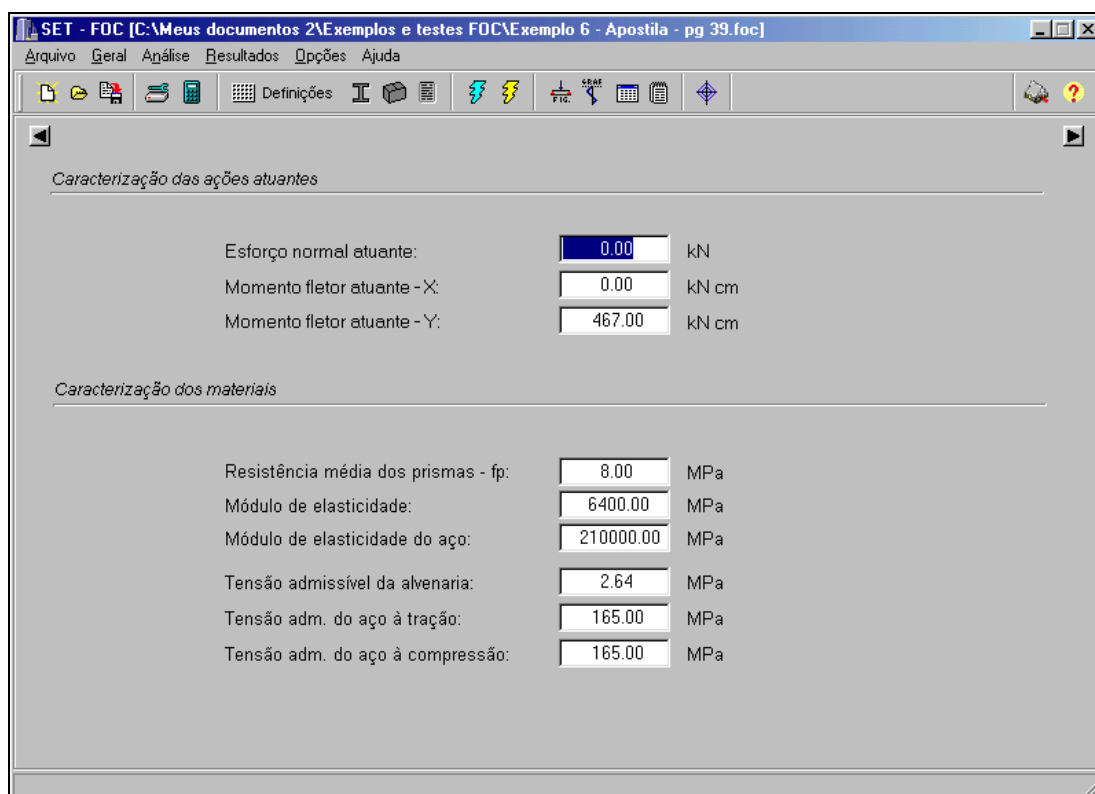 SET - FOC [C:\Meus documentos 2\Exemplos e testes FOC\Exemplo 6 - Apostila - pg 39.foc]
Arquivo Geral Análise Resultados Opções Ajuda
Definições FIG. GRAF ?
Caracterização das ações atuantes
Esforço normal atuante: 0.00 kN
Momento fletor atuante - X: 0.00 kN cm
Momento fletor atuante - Y: 467.00 kN cm
Caracterização dos materiais
Resistência média dos prismas - fp: 8.00 MPa
Módulo de elasticidade: 6400.00 MPa
Módulo de elasticidade do aço: 210000.00 MPa
Tensão admissível da alvenaria: 2.64 MPa
Tensão adm. do aço à tração: 165.00 MPa
Tensão adm. do aço à compressão: 165.00 MPa